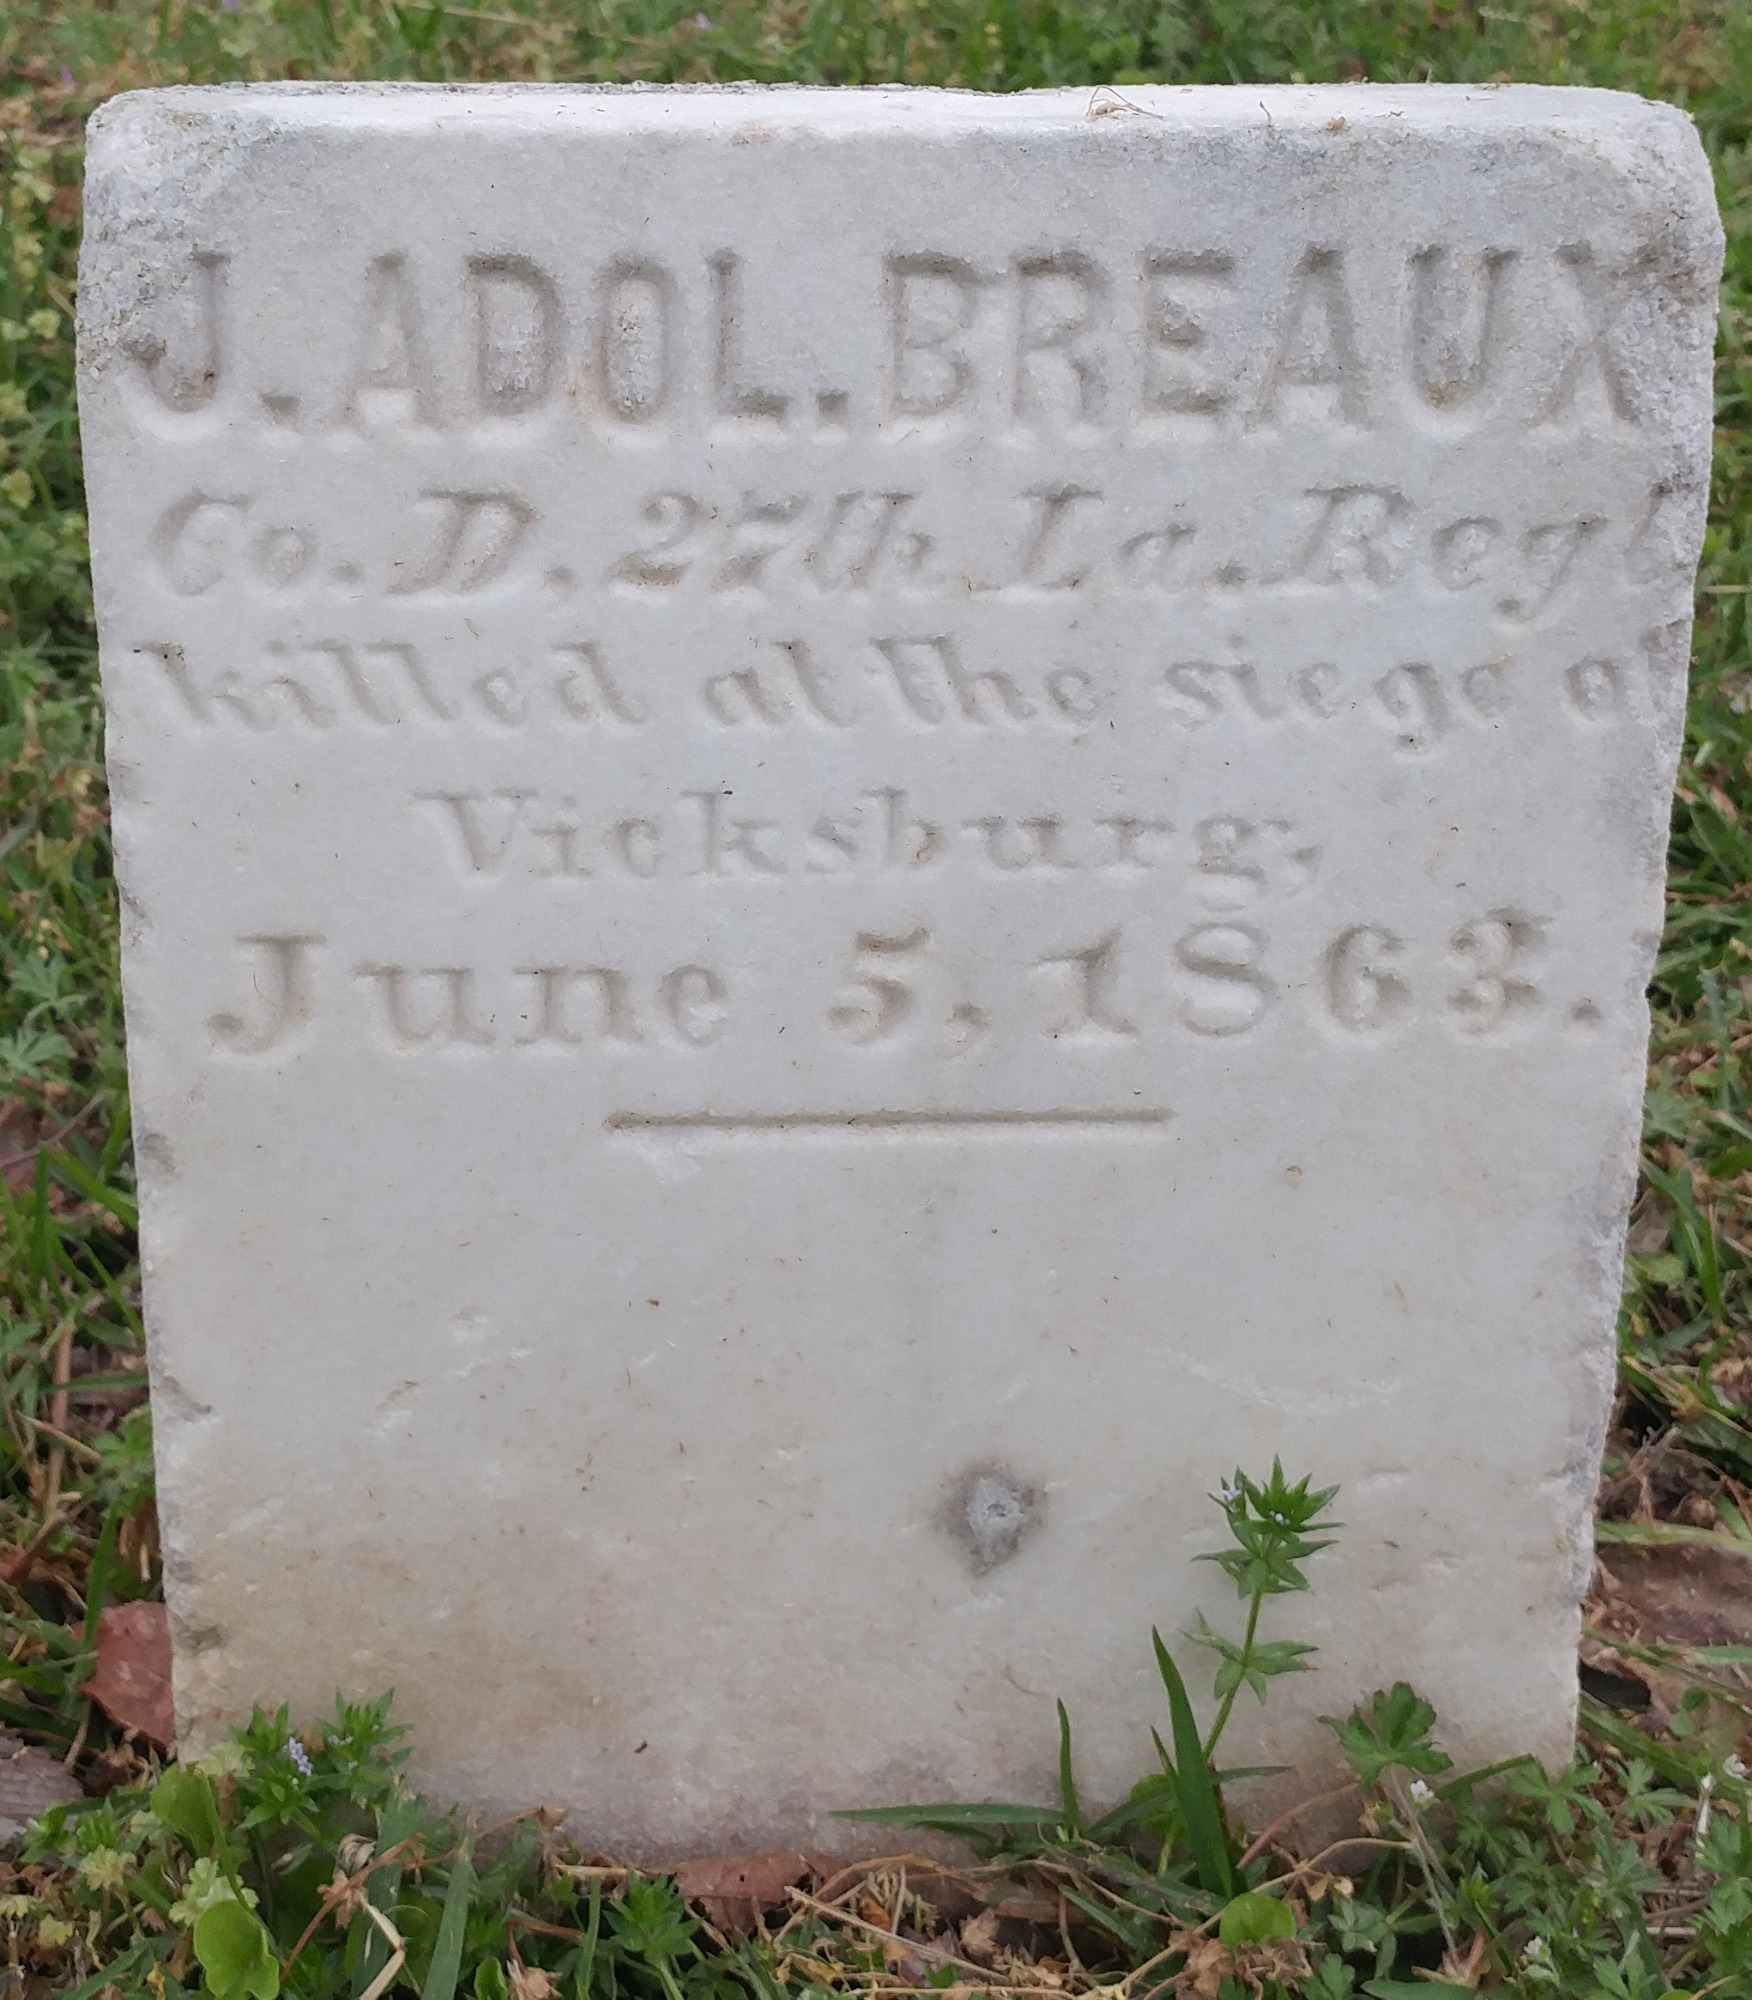 J. ADOL. BREAUX
Co. D. 27th La. Regt
killed at the siege of
Vicksburg,
June 5, 1863.